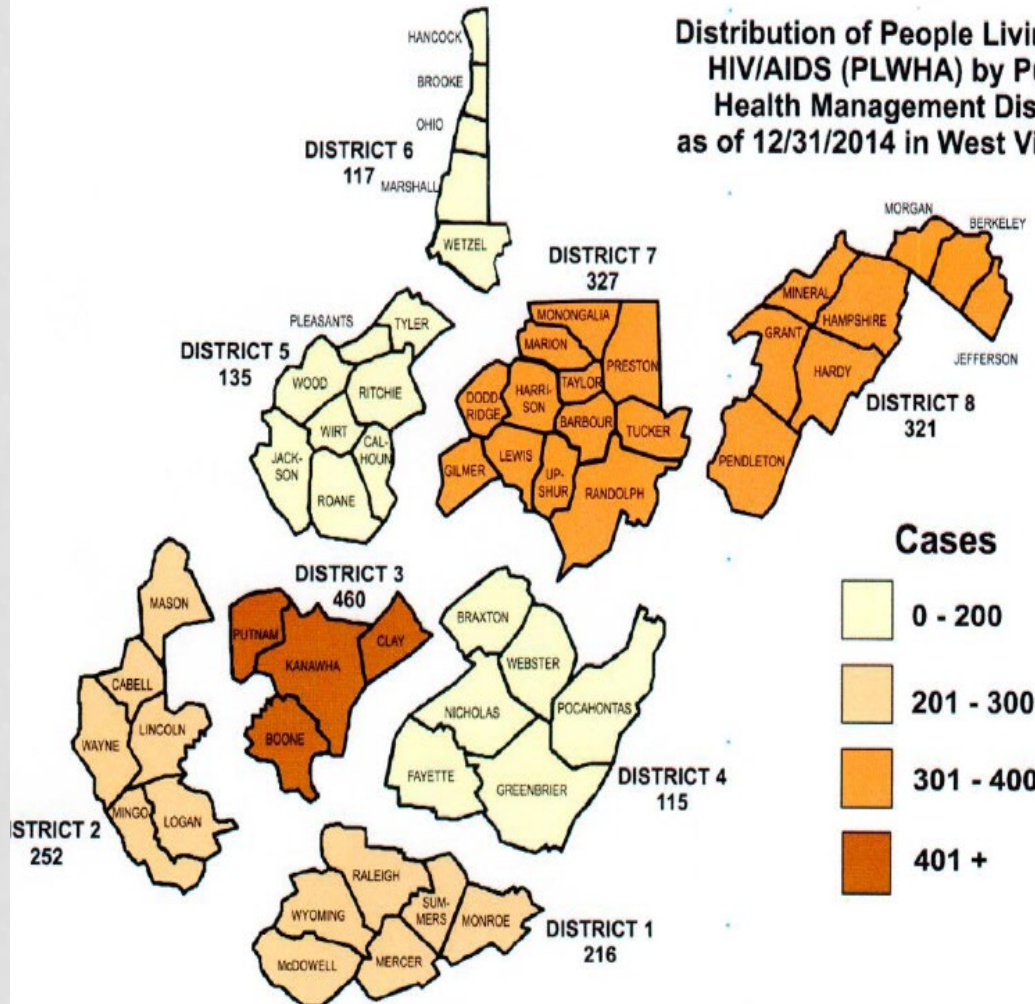 Distribution of People Livin
HIV/AIDS (PLWHA) by Pu
Health Management Dis
as of 12/31/2014 in West Vi
HANCOCK
BROOKE
OHIO
DISTRICT 6
117
MARSHALL
WETZEL
MORGAN
BERKELEY
DISTRICT 7
327
MINERAL
HAMPSHIRE
GRANT
HARDY
JEFFERSON
PENDLETON
DISTRICT 8
321
PLEASANTS
TYLER
DISTRICT 5
135
WOOD
RITCHIE
WIRT
CAL-
HOUN
JACK-
SON
ROANE
MONONGALIA
MARION
PRESTON
TAYLOR
HARRI-
SON
DODD
RIDGE
BARBOUR
TUCKER
LEWIS
GILMER
UP-
SHUR
RANDOLPH
Cases
0 - 200
201 - 300
301 - 400
401 +
DISTRICT 3
460
PUTNAM
KANAWHA
CLAY
BOONE
MASON
CABELL
LINCOLN
WAYNE
MINGO
LOGAN
ISTRICT 2
252
BRAXTON
WEBSTER
NICHOLAS
POCAHONTAS
FAYETTE
GREENBRIER
DISTRICT 4
115
RALEIGH
SUM-
MERS
WYOMING
MONROE
McDOWELL
MERCER
DISTRICT 1
216